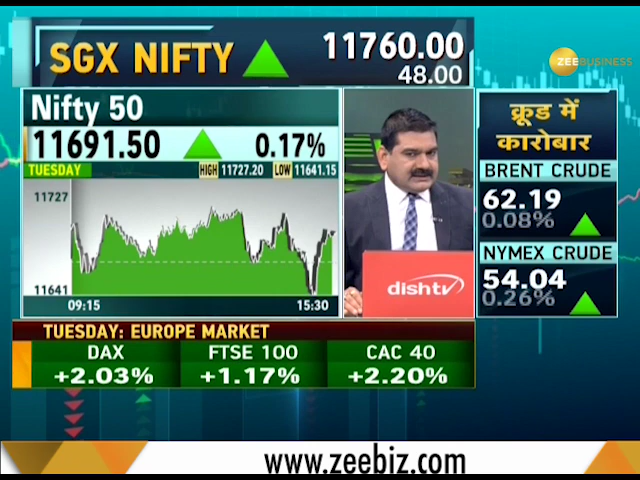 SGX NIFTY
11760.00
48.00
ZEE BUSINESS
Nifty 50
11691.50
0.17%
TUESDAY
HIGH 11727.20 LOW 11641.15
11727
11641
09:15
15:30
dishtv
क्रूड में
कारोबार
BRENT CRUDE
62.19
0.08%
NYMEX CRUDE
54.04
0.26%
TUESDAY: EUROPE MARKET
DAX
+2.03%
FTSE 100
+1.17%
CAC 40
+2.20%
www.zeebiz.com